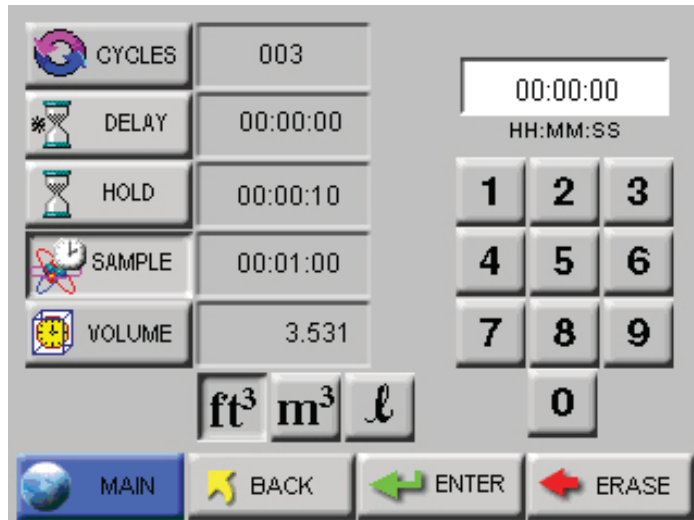 CYCLES 003
00:00:00
DELAY 00:00:00
HH:MM:SS
HOLD 00:00:10
1 2 3
SAMPLE 00:01:00
4 5 6
VOLUME 3.531
7 8 9
ft³ m³ ℓ
0
MAIN BACK ENTER ERASE